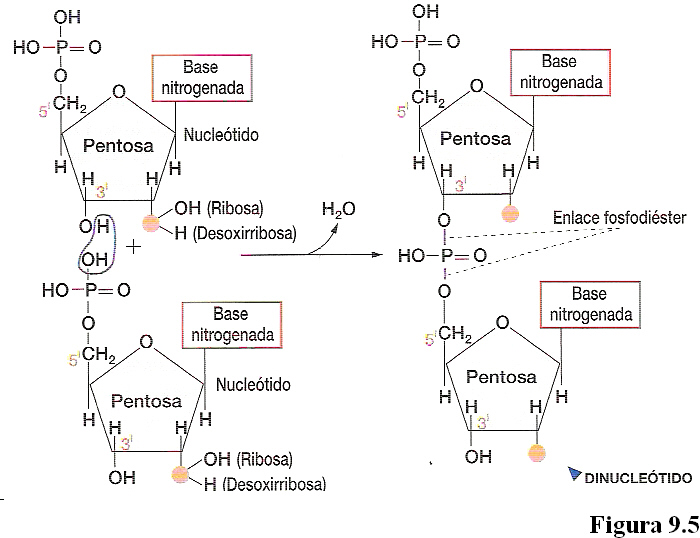 OH
HO–P=O
O
5' CH₂
O
Base
nitrogenada
Pentosa
Nucleótido
H
H
H
H
3'
OH
OH (Ribosa)
H (Desoxirribosa)
+
OH
HO–P=O
O
5' CH₂
O
Base
nitrogenada
Pentosa
Nucleótido
H
H
H
H
3'
OH
OH (Ribosa)
H (Desoxirribosa)
H₂O
OH
HO–P=O
O
5' CH₂
O
Base
nitrogenada
Pentosa
H
H
H
H
3'
O
Enlace fosfodiéster
HO–P=O
O
5' CH₂
O
Base
nitrogenada
Pentosa
H
H
H
H
3'
OH
DINUCLEÓTIDO
Figura 9.5